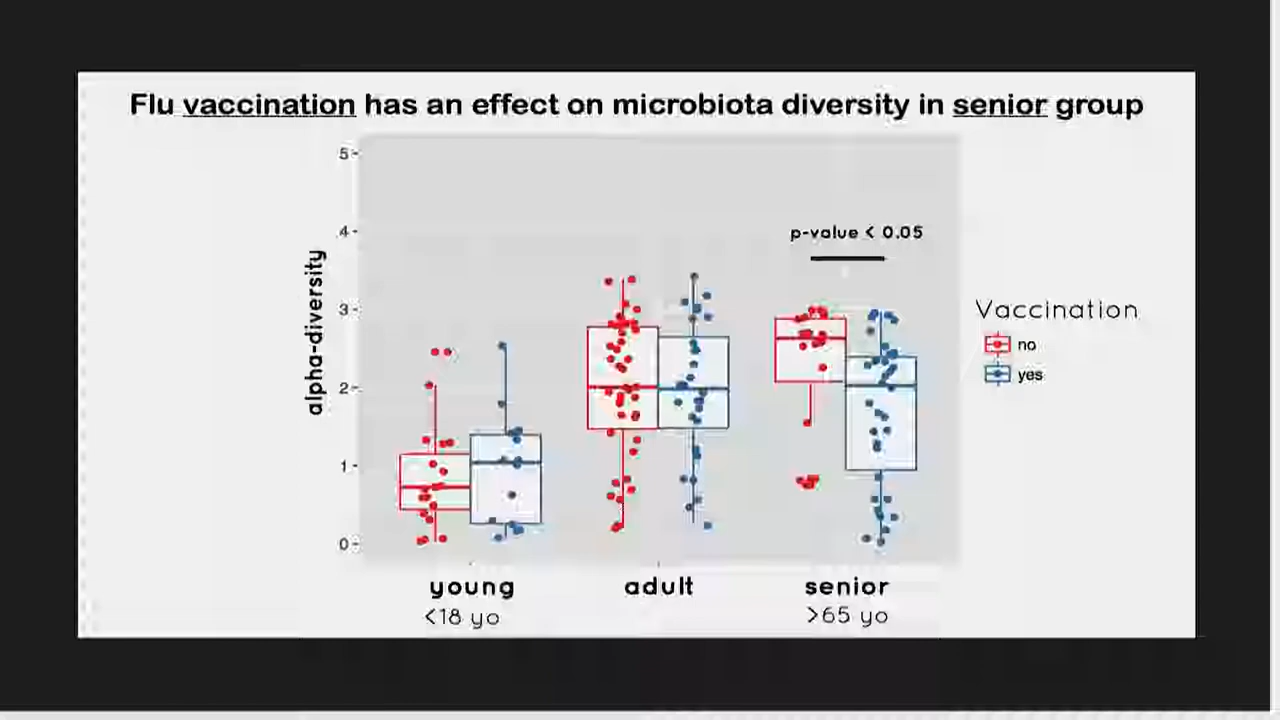 Flu vaccination has an effect on microbiota diversity in senior group
5
4
3
2
1
0
alpha-diversity
p-value < 0.05
Vaccination
no
yes
young
adult
senior
<18 yo
>65 yo